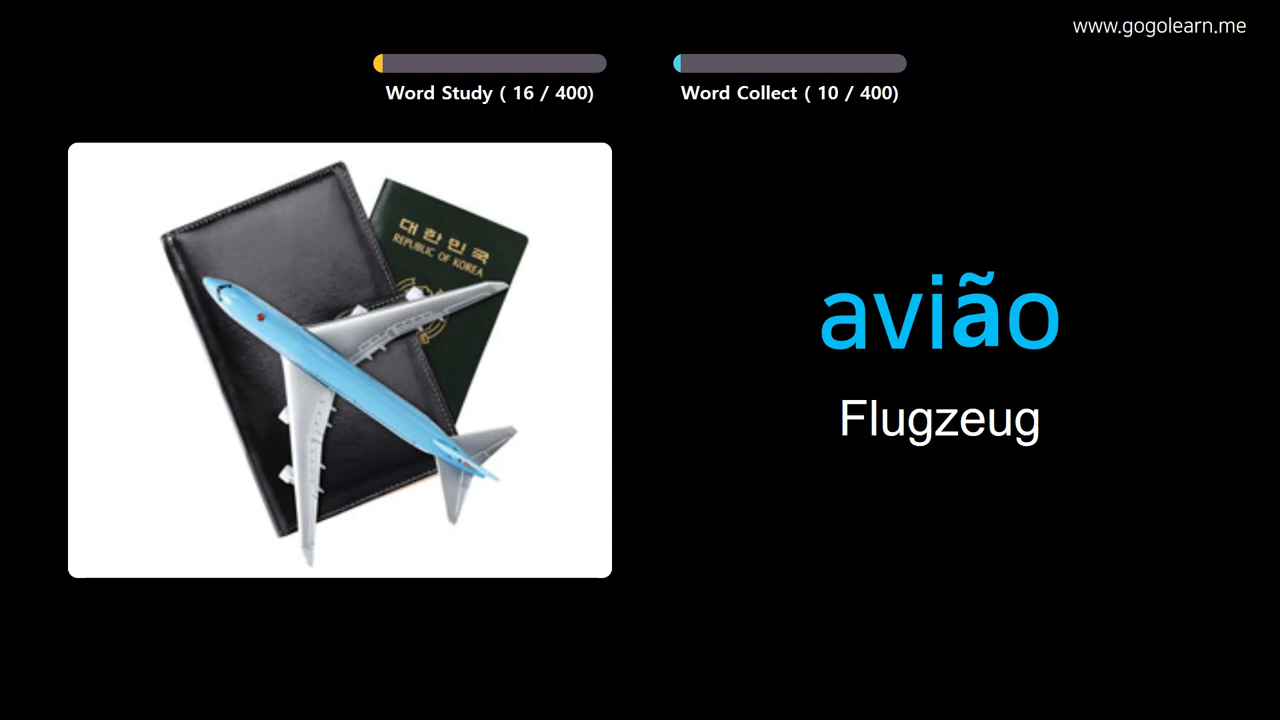 www.gogolearn.me
Word Study ( 16 / 400)
Word Collect ( 10 / 400)
대한민국
REPUBLIC OF KOREA
avião
Flugzeug